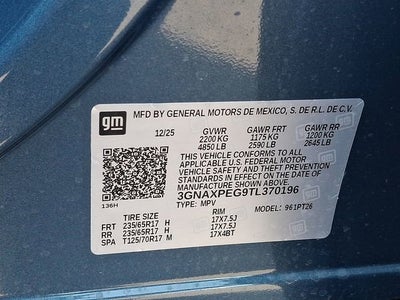 gm
MFD BY GENERAL MOTORS DE MEXICO, S. DE R.L. DE C.V.
12/25 GVWR GAWR FRT GAWR RR
2200 KG 1175 KG 1200 KG
4850 LB 2590 LB 2645 LB
THIS VEHICLE CONFORMS TO ALL
APPLICABLE U.S. FEDERAL MOTOR
VEHICLE SAFETY STANDARDS
IN EFFECT ON THE DATE OF
MANUFACTURE SHOWN ABOVE.
3GNAXPEG9TL370196
136H TYPE: MPV MODEL: 961PT26
TIRE SIZE RIM
FRT 235/65R17 H 17X7.5J
RR 235/65R17 H 17X7.5J
SPA T125/70R17 M 17X4BT